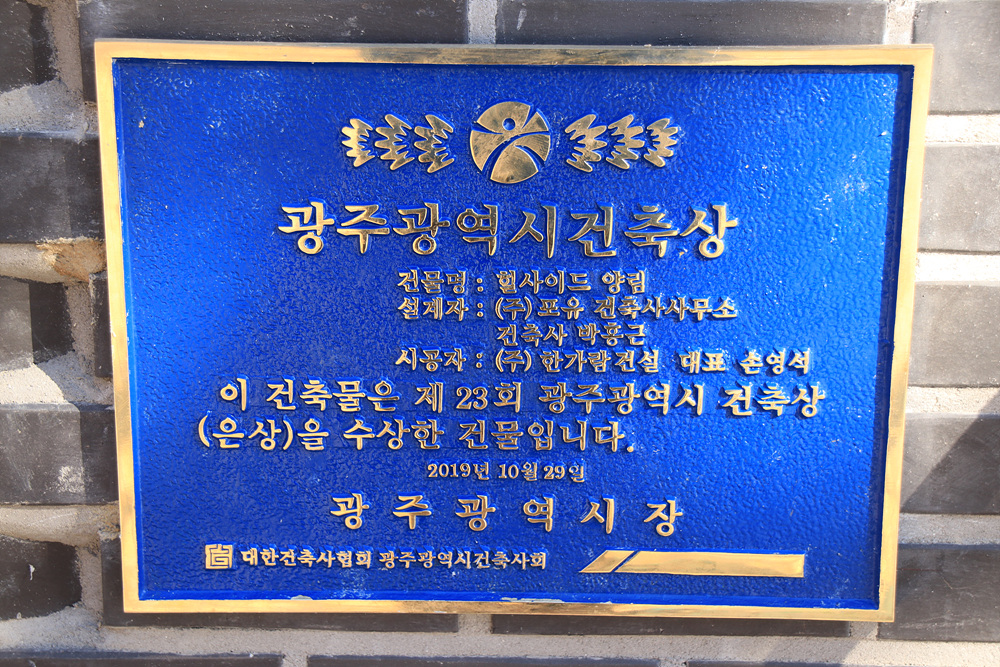 광주광역시건축상
건물명 : 힐사이드 양림
설계자 : (주)포유 건축사사무소
건축사 박홍근
시공자 : (주) 한가람건설 대표 손영석
이 건축물은 제 23회 광주광역시 건축상
(은상)을 수상한 건물입니다.
2019년 10월 29일
광 주 광 역 시 장
대한건축사협회 광주광역시건축사회